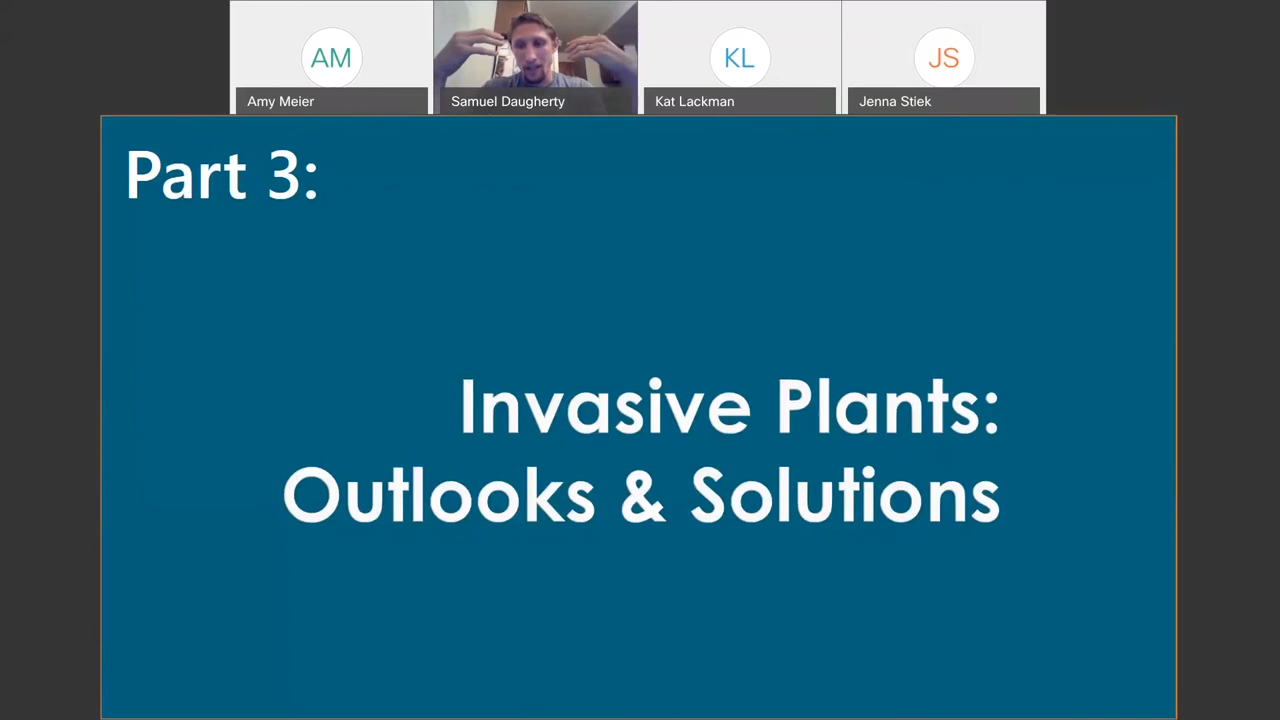 AM
KL
JS
Amy Meier
Samuel Daugherty
Kat Lackman
Jenna Stiek
Part 3:
Invasive Plants:
Outlooks & Solutions